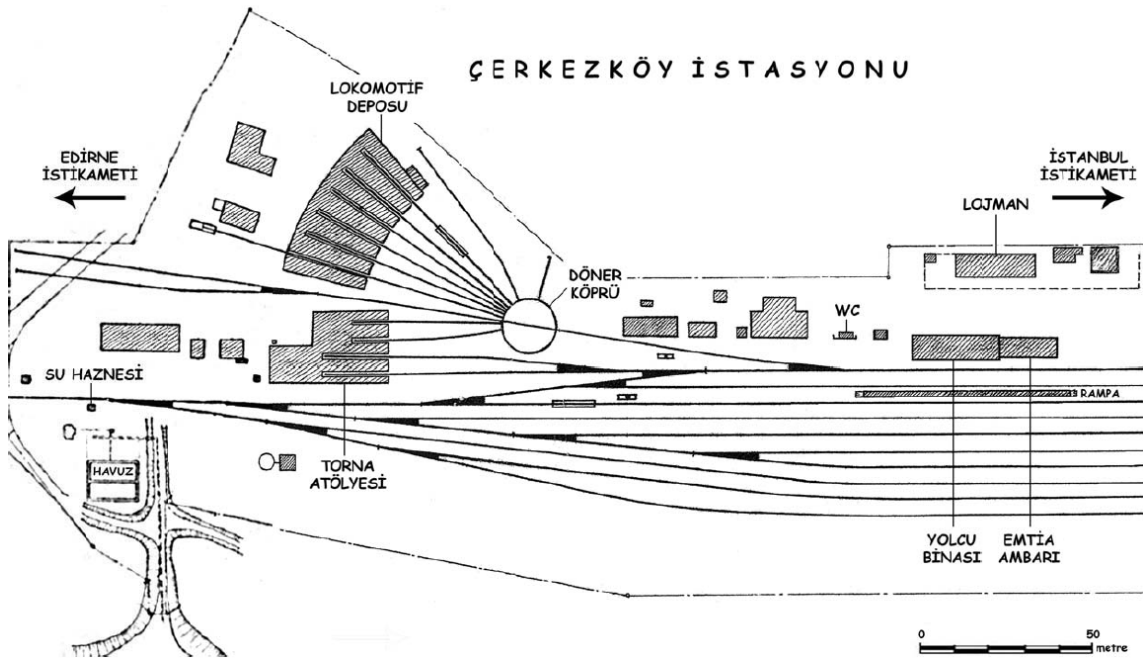 ÇERKEZKÖY İSTASYONU
LOKOMOTİF
DEPOSU
EDİRNE
İSTİKAMETİ
İSTANBUL
İSTİKAMETİ
LOJMAN
DÖNER
KÖPRÜ
WC
SU HAZNESİ
RAMPA
HAVUZ
TORNA
ATÖLYESİ
YOLCU
BİNASI
EMTİA
AMBARI
0
50
metre